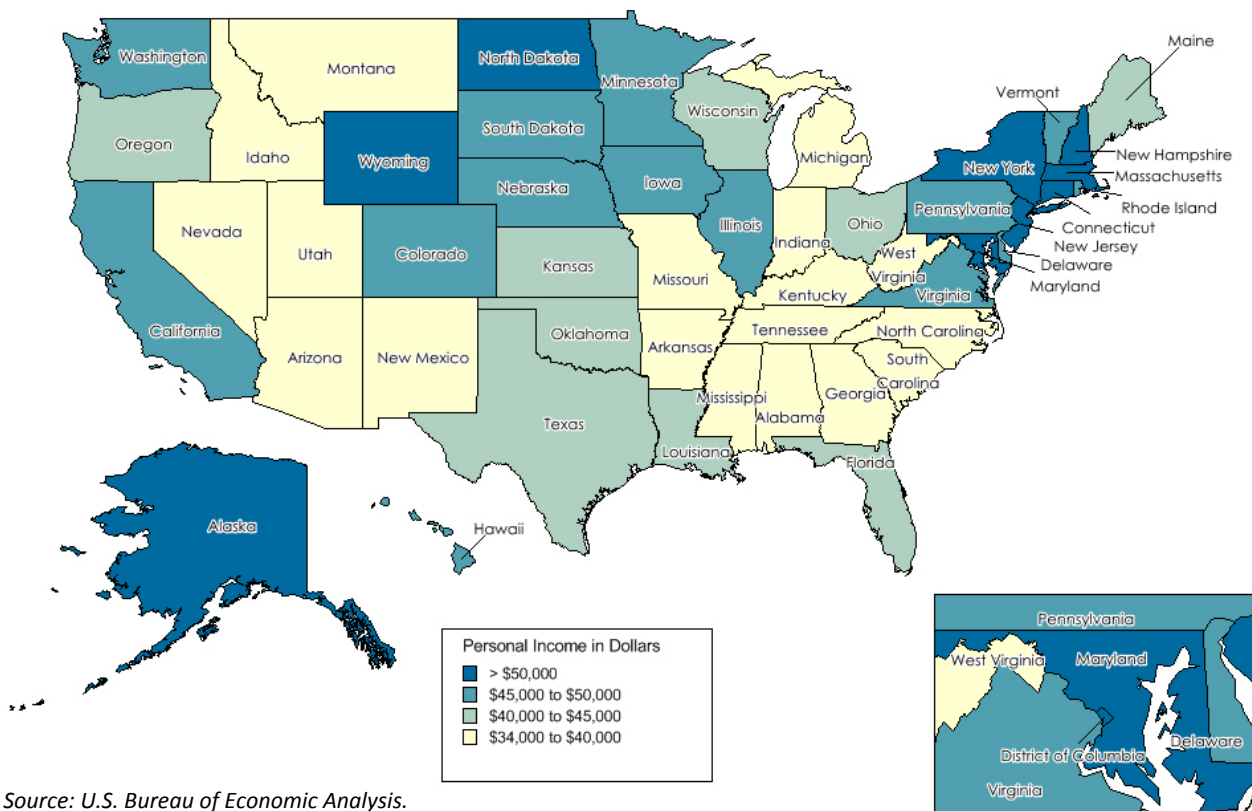 Maine
Washington
Montana
North Dakota
Minnesota
Vermont
Wisconsin
South Dakota
Oregon
Idaho
Wyoming
Michigan
New York
New Hampshire
Massachusetts
Nebraska
Iowa
Rhode Island
Pennsylvania
Connecticut
Nevada
Utah
Colorado
Illinois
Indiana
Ohio
New Jersey
West
Virginia
Delaware
Kansas
Missouri
Kentucky
Virginia
Maryland
California
Oklahoma
Tennessee
North Carolina
Arizona
New Mexico
Arkansas
South
Carolina
Mississippi
Alabama
Georgia
Texas
Louisiana
Florida
Alaska
Hawaii
Personal Income in Dollars
> $50,000
$45,000 to $50,000
$40,000 to $45,000
$34,000 to $40,000
Pennsylvania
West Virginia
Maryland
District of Columbia
Delaware
Virginia
Source: U.S. Bureau of Economic Analysis.